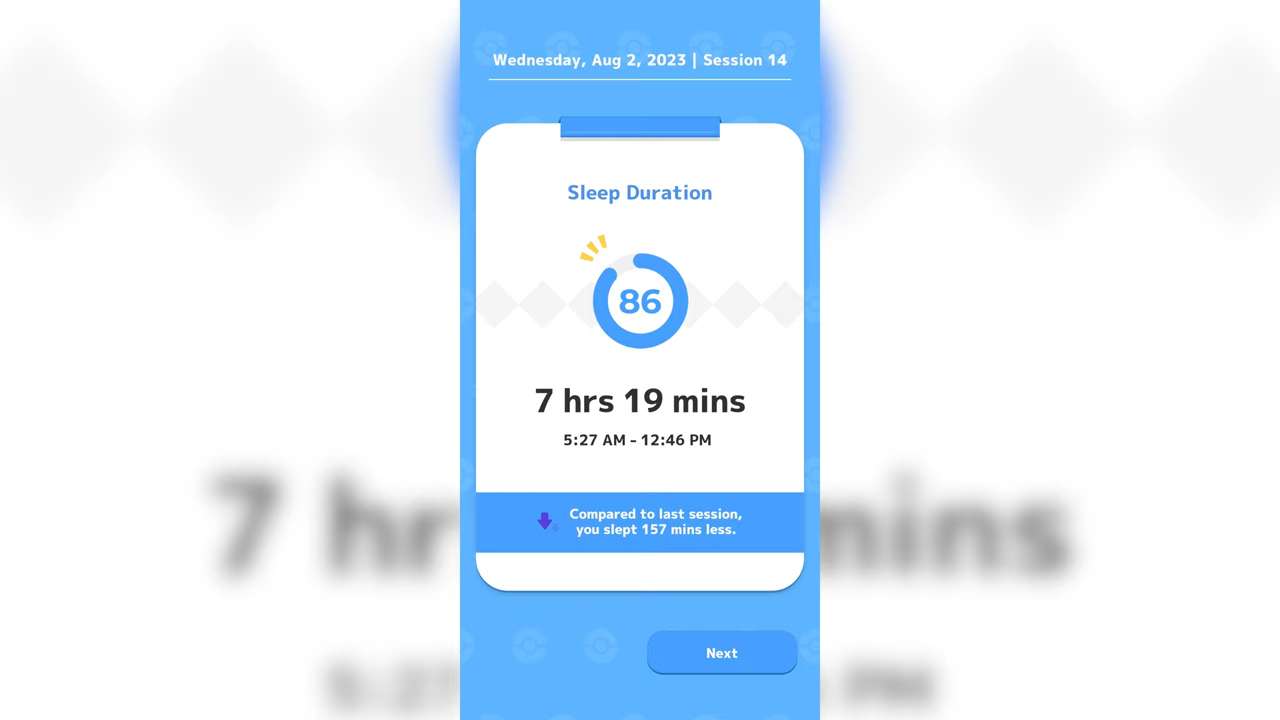 Wednesday, Aug 2, 2023 | Session 14
Sleep Duration
86
7 hrs 19 mins
5:27 AM – 12:46 PM
Compared to last session,
you slept 157 mins less.
Next